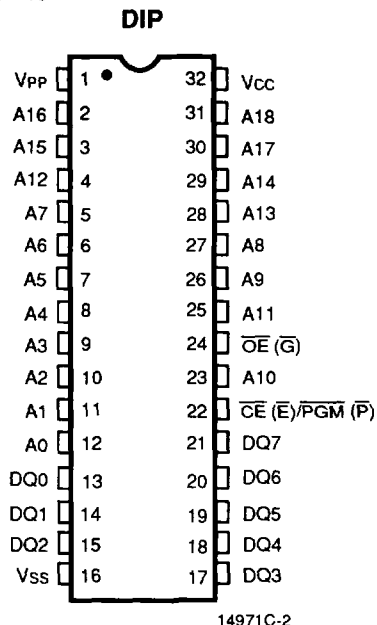 DIP
VPP 1 32 VCC
A16 2 31 A18
A15 3 30 A17
A12 4 29 A14
A7 5 28 A13
A6 6 27 A8
A5 7 26 A9
A4 8 25 A11
A3 9 24 O̅E̅ (G̅)
A2 10 23 A10
A1 11 22 C̅E̅ (E̅)/P̅G̅M̅ (P̅)
A0 12 21 DQ7
DQ0 13 20 DQ6
DQ1 14 19 DQ5
DQ2 15 18 DQ4
VSS 16 17 DQ3
14971C-2